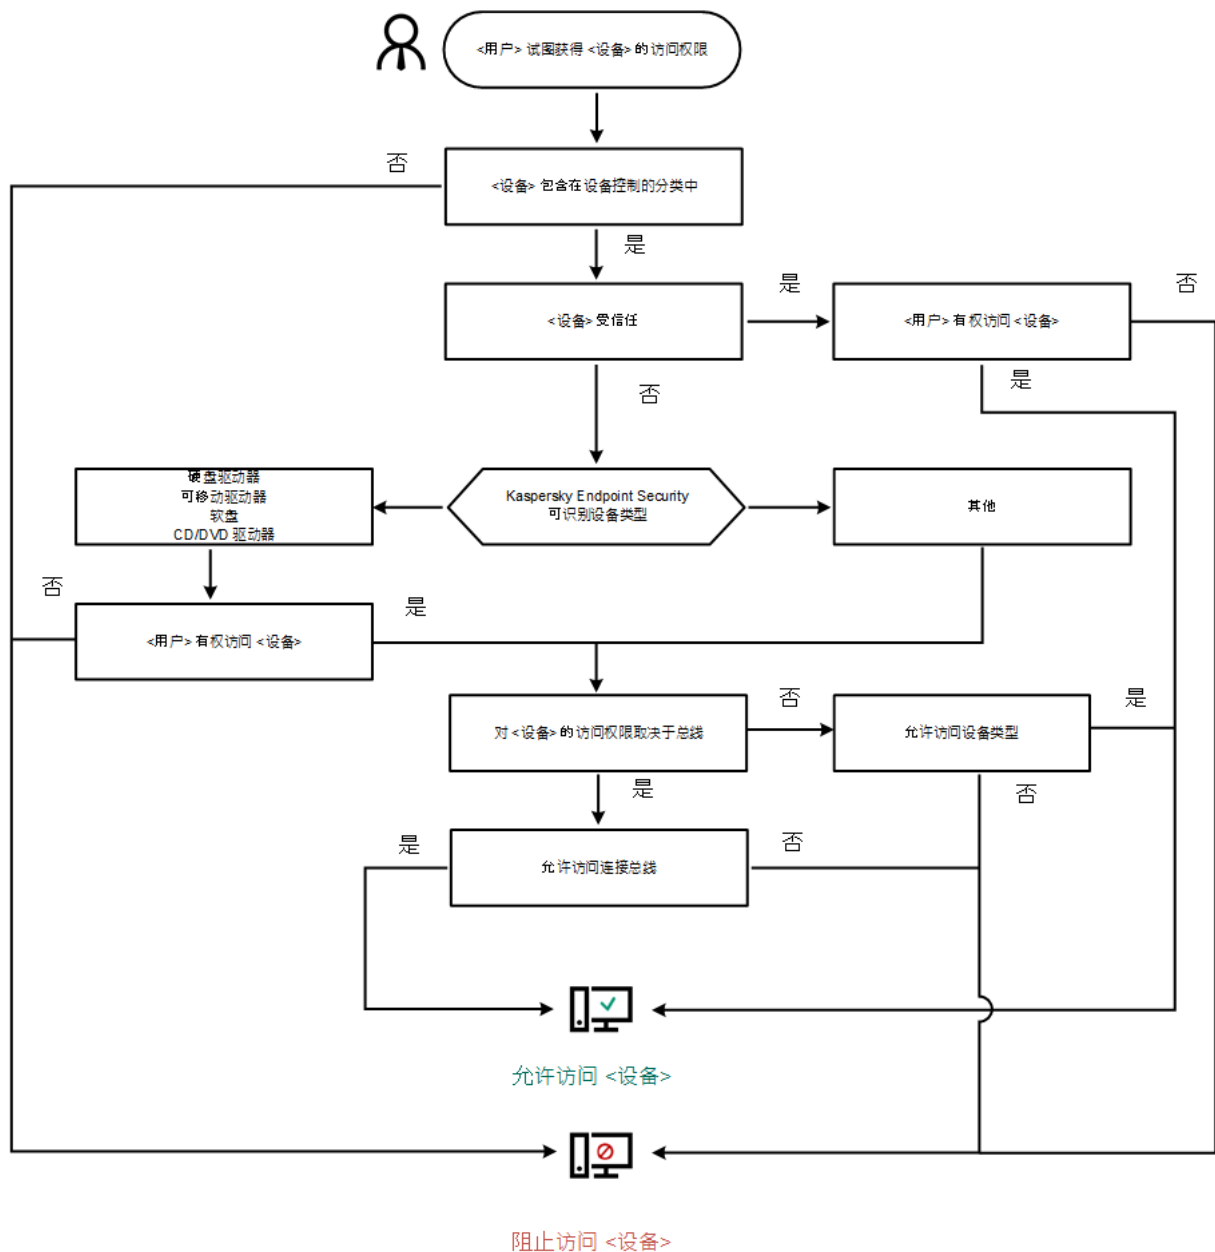 <用户> 试图获得 <设备> 的访问权限
否
<设备> 包含在设备控制的分类中
是
是
否
<设备> 受信任
<用户> 有权访问 <设备>
否
是
硬盘驱动器
可移动驱动器
软盘
CD/DVD 驱动器
Kaspersky Endpoint Security
可识别设备类型
其他
否
是
<用户> 有权访问 <设备>
否
是
对 <设备> 的访问权限取决于总线
允许访问设备类型
是
否
是
否
允许访问连接总线
允许访问 <设备>
阻止访问 <设备>